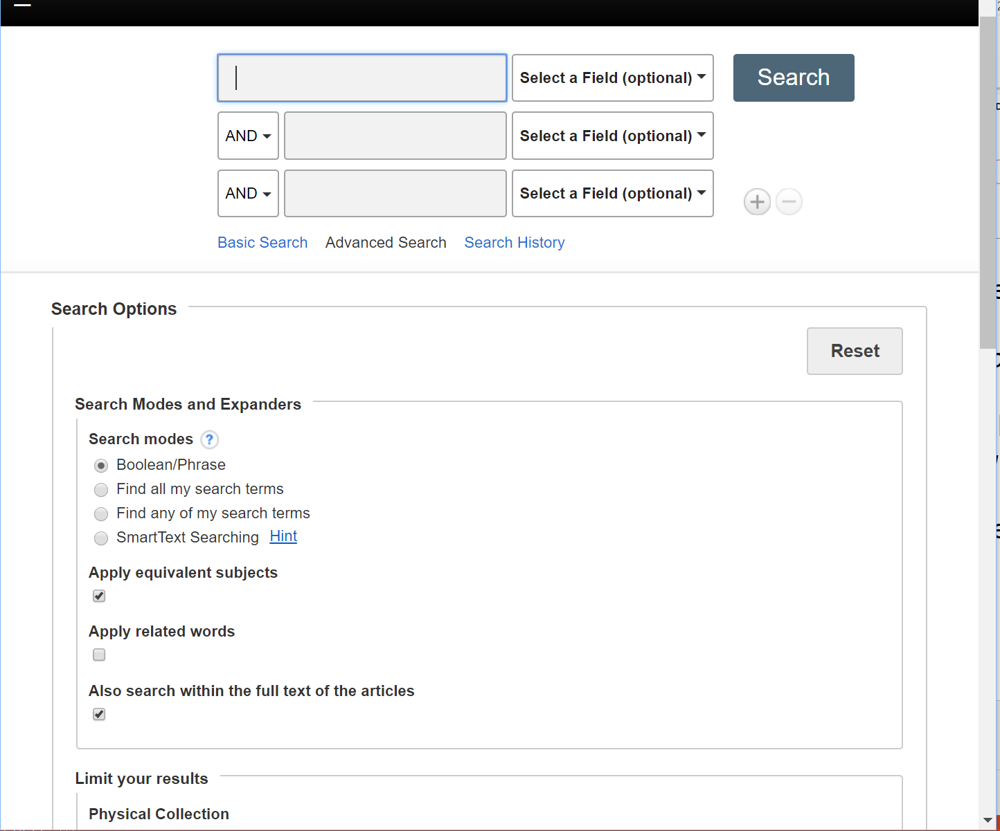 Select a Field (optional) Search
AND Select a Field (optional)
AND Select a Field (optional)
Basic Search Advanced Search Search History
Search Options
Reset
Search Modes and Expanders
Search modes ?
Boolean/Phrase
Find all my search terms
Find any of my search terms
SmartText Searching Hint
Apply equivalent subjects
Apply related words
Also search within the full text of the articles
Limit your results
Physical Collection